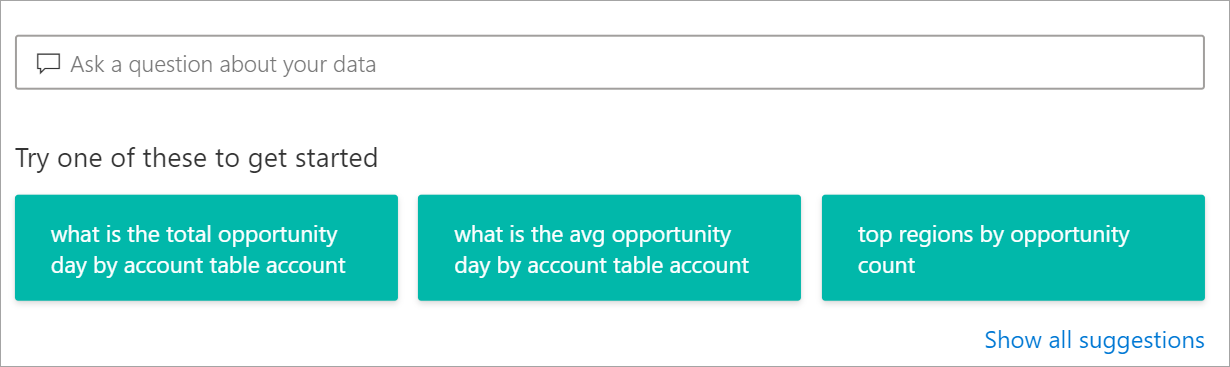 Ask a question about your data
Try one of these to get started
what is the total opportunity
day by account table account
what is the avg opportunity
day by account table account
top regions by opportunity
count
Show all suggestions